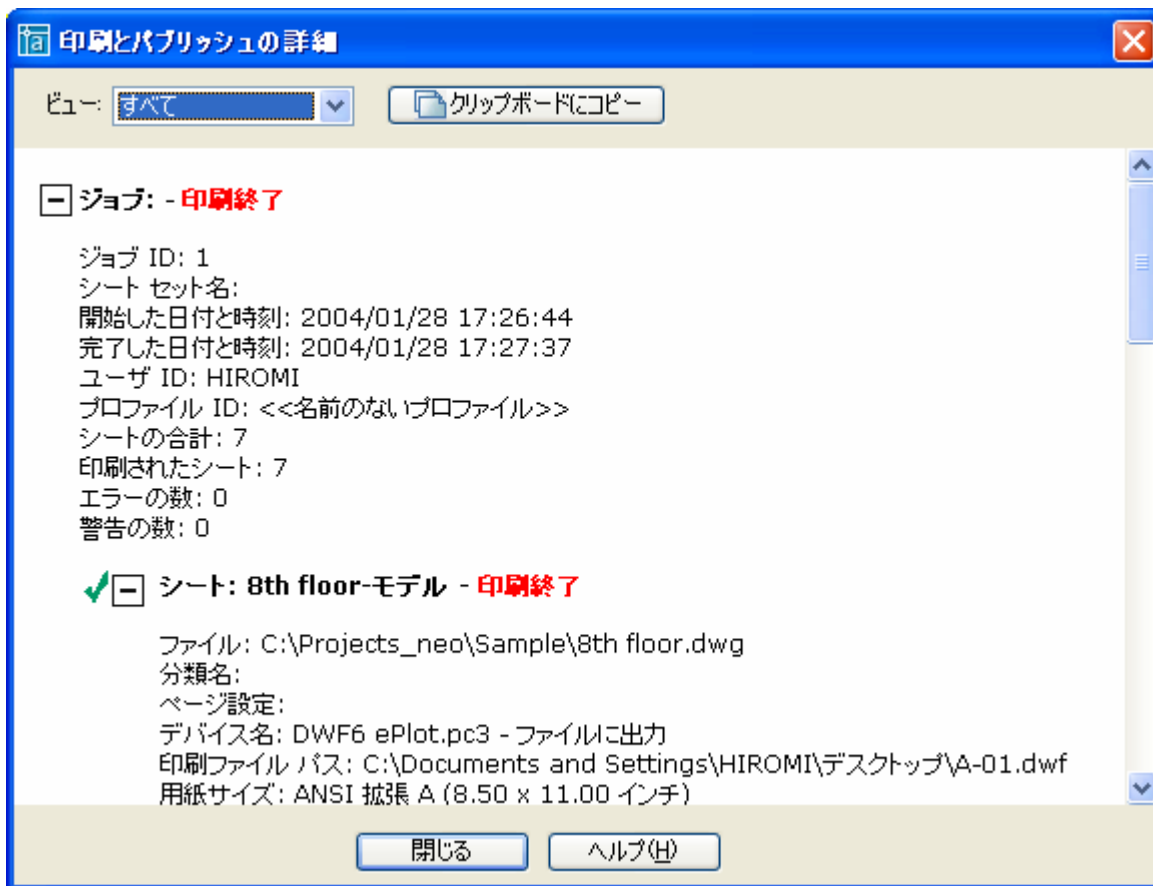 印刷とパブリッシュの詳細
ビュー: すべて クリップボードにコピー
ジョブ: - 印刷終了
ジョブ ID: 1
シート セット名:
開始した日付と時刻: 2004/01/28 17:26:44
完了した日付と時刻: 2004/01/28 17:27:37
ユーザ ID: HIROMI
プロファイル ID: <<名前のないプロファイル>>
シートの合計: 7
印刷されたシート: 7
エラーの数: 0
警告の数: 0
シート: 8th floor-モデル - 印刷終了
ファイル: C:\Projects_neo\Sample\8th floor.dwg
分類名:
ページ設定:
デバイス名: DWF6 ePlot.pc3 - ファイルに出力
印刷ファイル パス: C:\Documents and Settings\HIROMI\デスクトップ\A-01.dwf
用紙サイズ: ANSI 拡張 A (8.50 x 11.00 インチ)
閉じる ヘルプ(H)